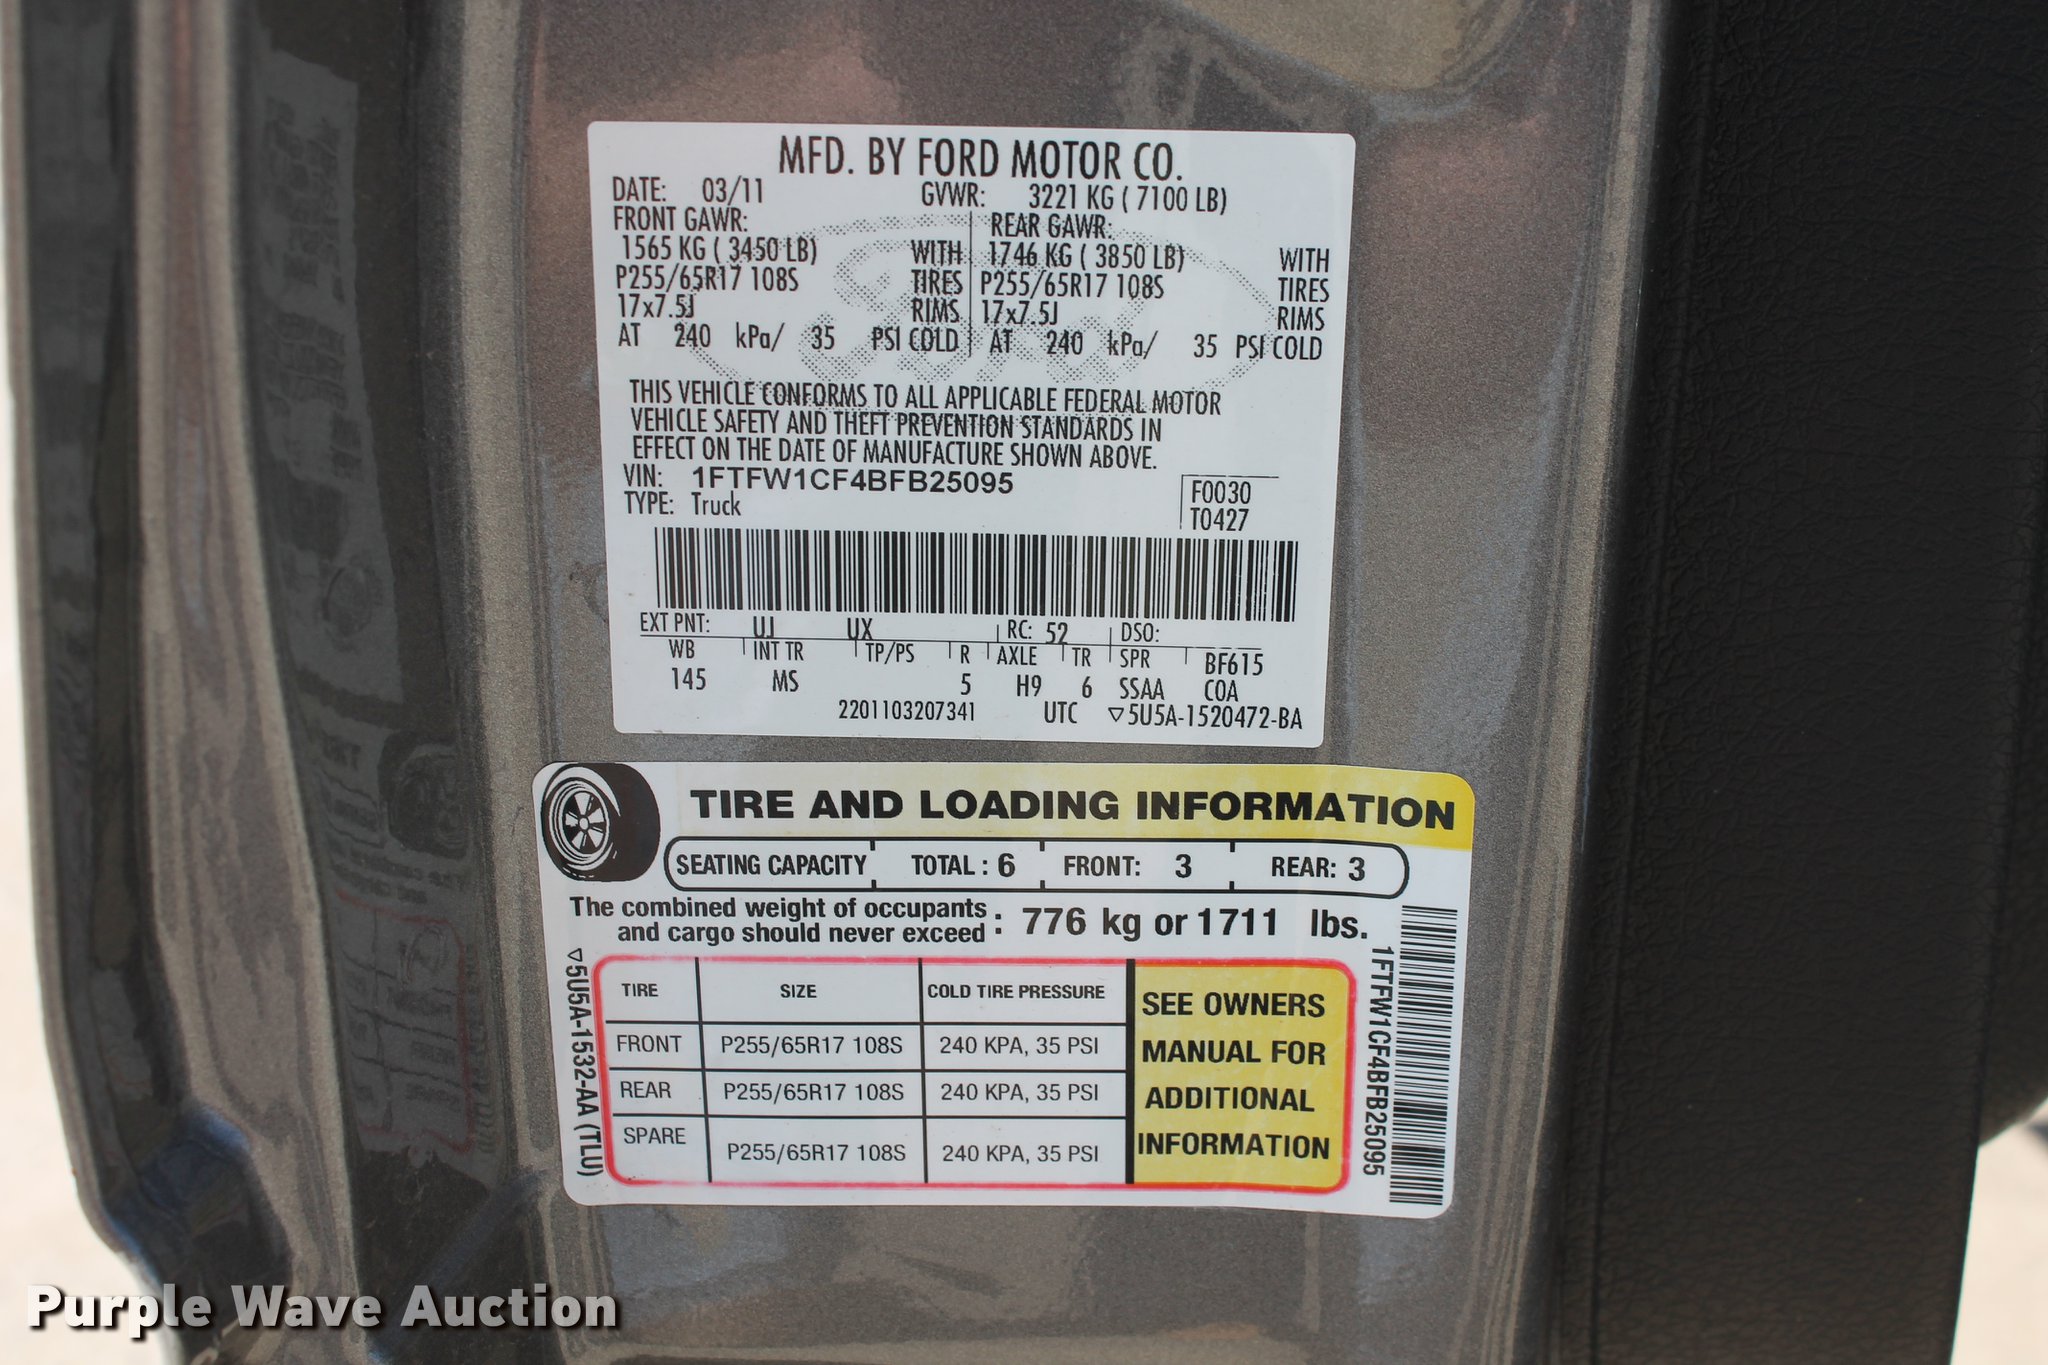 MFD. BY FORD MOTOR CO.
DATE: 03/11 GVWR: 3221 KG ( 7100 LB)
FRONT GAWR: REAR GAWR:
1565 KG ( 3450 LB) WITH 1746 KG ( 3850 LB) WITH
P255/65R17 108S TIRES P255/65R17 108S TIRES
17x7.5J RIMS 17x7.5J RIMS
AT 240 kPa/ 35 PSI COLD AT 240 kPa/ 35 PSI COLD
THIS VEHICLE CONFORMS TO ALL APPLICABLE FEDERAL MOTOR
VEHICLE SAFETY AND THEFT PREVENTION STANDARDS IN
EFFECT ON THE DATE OF MANUFACTURE SHOWN ABOVE.
VIN: 1FTFW1CF4BFB25095
TYPE: Truck
F0030
T0427
EXT PNT: UJ UX RC: 52 DSO:
WB INT TR TP/PS R AXLE TR SPR BF615
145 MS 5 H9 6 SSAA COA
2201103207341 UTC ▽5U5A-1520472-BA
TIRE AND LOADING INFORMATION
SEATING CAPACITY TOTAL : 6 FRONT: 3 REAR: 3
The combined weight of occupants
and cargo should never exceed : 776 kg or 1711 lbs.
TIRE SIZE COLD TIRE PRESSURE
FRONT P255/65R17 108S 240 KPA, 35 PSI
REAR P255/65R17 108S 240 KPA, 35 PSI
SPARE P255/65R17 108S 240 KPA, 35 PSI
SEE OWNERS
MANUAL FOR
ADDITIONAL
INFORMATION
▽5U5A-1532-AA (TLU)
1FTFW1CF4BFB25095
Purple Wave Auction